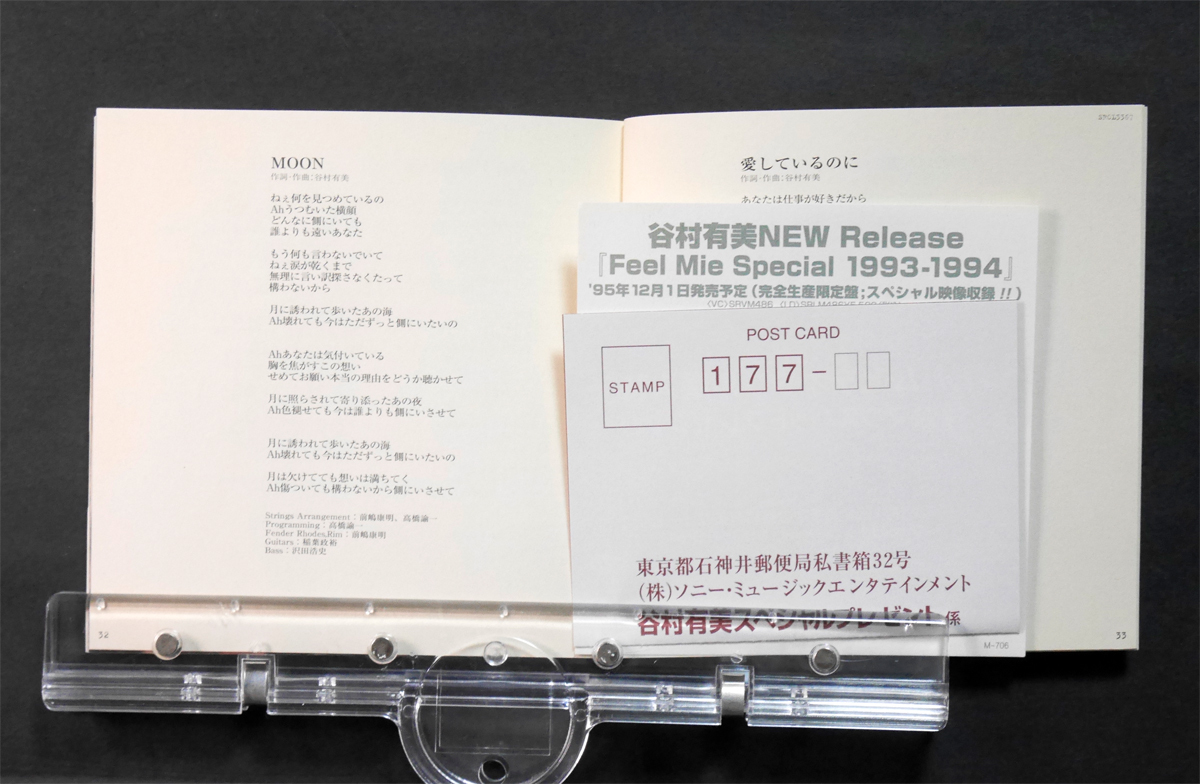 MOON
作詞・作曲：谷村有美
ねぇ何を見つめているの
Ahうつむいた横顔
どんなに側にいても
誰よりも遠いあなた
もう何も言わないでいて
ねぇ涙が乾くまで
無理に言い訳探さなくたって
構わないから
月に誘われて歩いたあの海
Ah壊れても今はただずっと側にいたいの
Ahあなたは気付いている
胸を焦がすこの想い
せめてお願い本当の理由をどうか聴かせて
月に照らされて寄り添ったあの夜
Ah色褪せても今は誰よりも側にいさせて
月に誘われて歩いたあの海
Ah壊れても今はただずっと側にいたいの
月は欠けてても想いは満ちてく
Ah傷ついても構わないから側にいさせて
Strings Arrangement：前嶋康明、高橋諭一
Programming：高橋諭一
Fender Rhodes,Rim：前嶋康明
Guitars：稲葉政裕
Bass：沢田浩史
32
愛しているのに
作詞・作曲：谷村有美
あなたは仕事が好きだから
谷村有美NEW Release
『Feel Mie Special 1993-1994』
'95年12月1日発売予定（完全生産限定盤；スペシャル映像収録!!）
POST CARD
STAMP
177-
東京都石神井郵便局私書箱32号
（株）ソニー・ミュージックエンタテインメント
谷村有美スペシャルプレゼント係
M-706
33